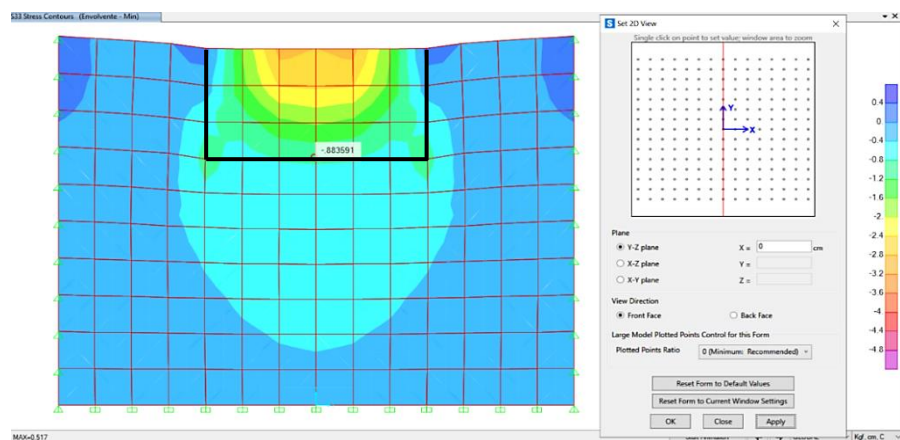 S33 Stress Contours (Envolvente - Min)
Set 2D View
Single click on point to set value; window area to zoom
Y
X
-.883591
Plane
Y-Z plane X = 0 cm
X-Z plane Y =
X-Y plane Z =
View Direction
Front Face Back Face
Large Model Plotted Points Control for this Form
Plotted Points Ratio 0 (Minimum: Recommended)
Reset Form to Default Values
Reset Form to Current Window Settings
OK Close Apply
0.4
0
-0.4
-0.8
-1.2
-1.6
-2
-2.4
-2.8
-3.2
-3.6
-4
-4.4
-4.8
MAX=0.517
Kgf, cm, C